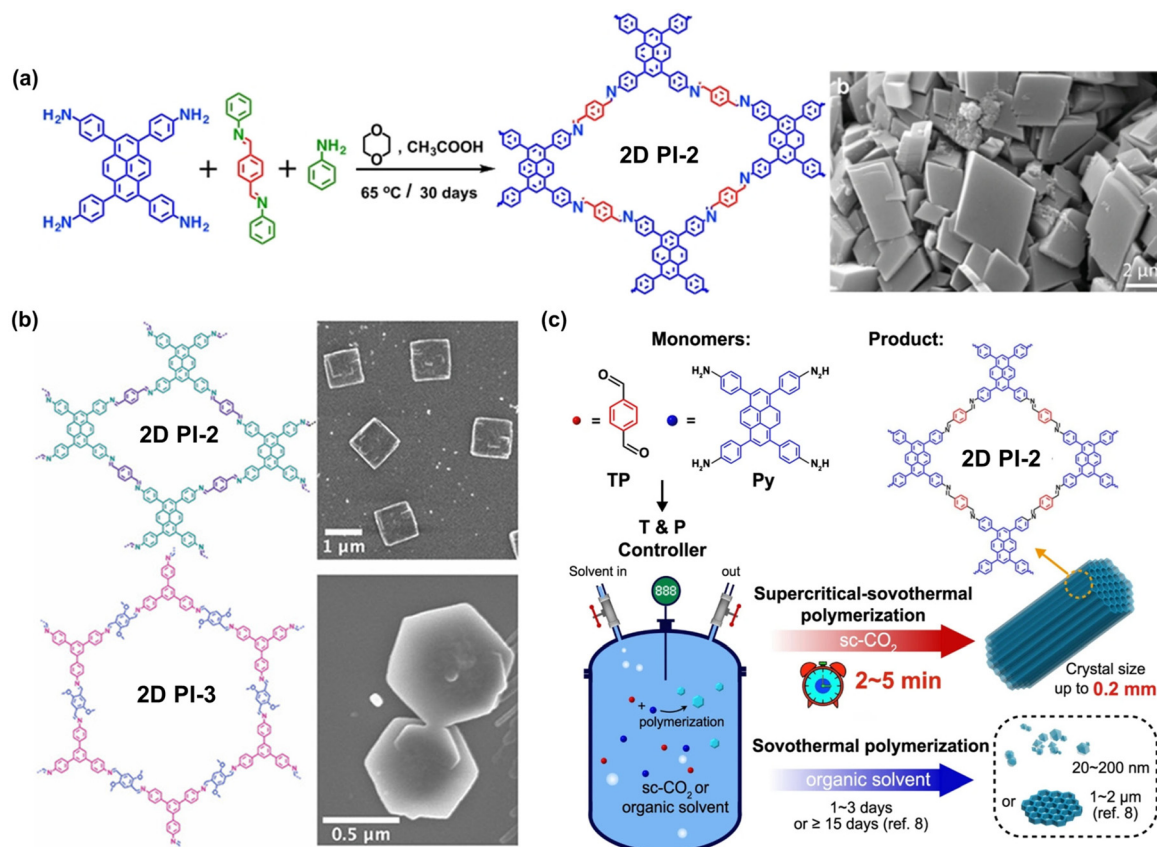 (a)
NH₂
H₂N
N
N
NH₂
H₂N
NH₂
+
+
O
O
, CH₃COOH
65 °C / 30 days
N
N
N
N
N
N
N
N
2D PI-2
b
2 μm
(b)
2D PI-2
1 μm
2D PI-3
0.5 μm
(c)
Monomers:
Product:
O
O
TP
H₂N
N₂H
NH₂
N₂H
Py
=
=
2D PI-2
T & P
Controller
Solvent in
888
out
+
polymerization
sc-CO₂ or
organic solvent
Supercritical-sovothermal
polymerization
sc-CO₂
2~5 min
Crystal size
up to 0.2 mm
Sovothermal polymerization
organic solvent
1~3 days
or ≥ 15 days (ref. 8)
20~200 nm
or
1~2 μm
(ref. 8)